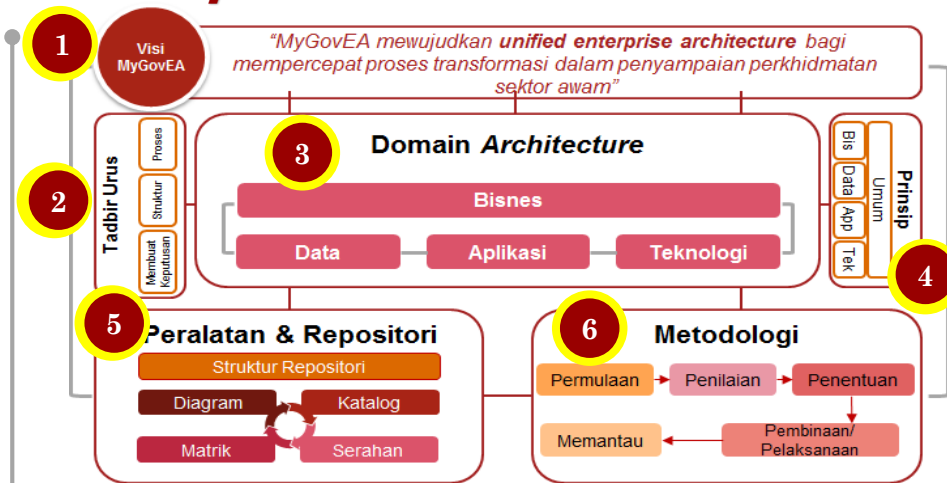 1
Visi
MyGovEA
“MyGovEA mewujudkan unified enterprise architecture bagi
mempercepat proses transformasi dalam penyampaian perkhidmatan
sektor awam”
2
Tadbir Urus
Proses
Struktur
Membuat
Keputusan
3
Domain Architecture
Bisnes
Data
Aplikasi
Teknologi
4
Prinsip
Umum
Bis
Data
App
Tek
5
Peralatan & Repositori
Struktur Repositori
Diagram
Katalog
Matrik
Serahan
6
Metodologi
Permulaan
Penilaian
Penentuan
Pembinaan/
Pelaksanaan
Memantau